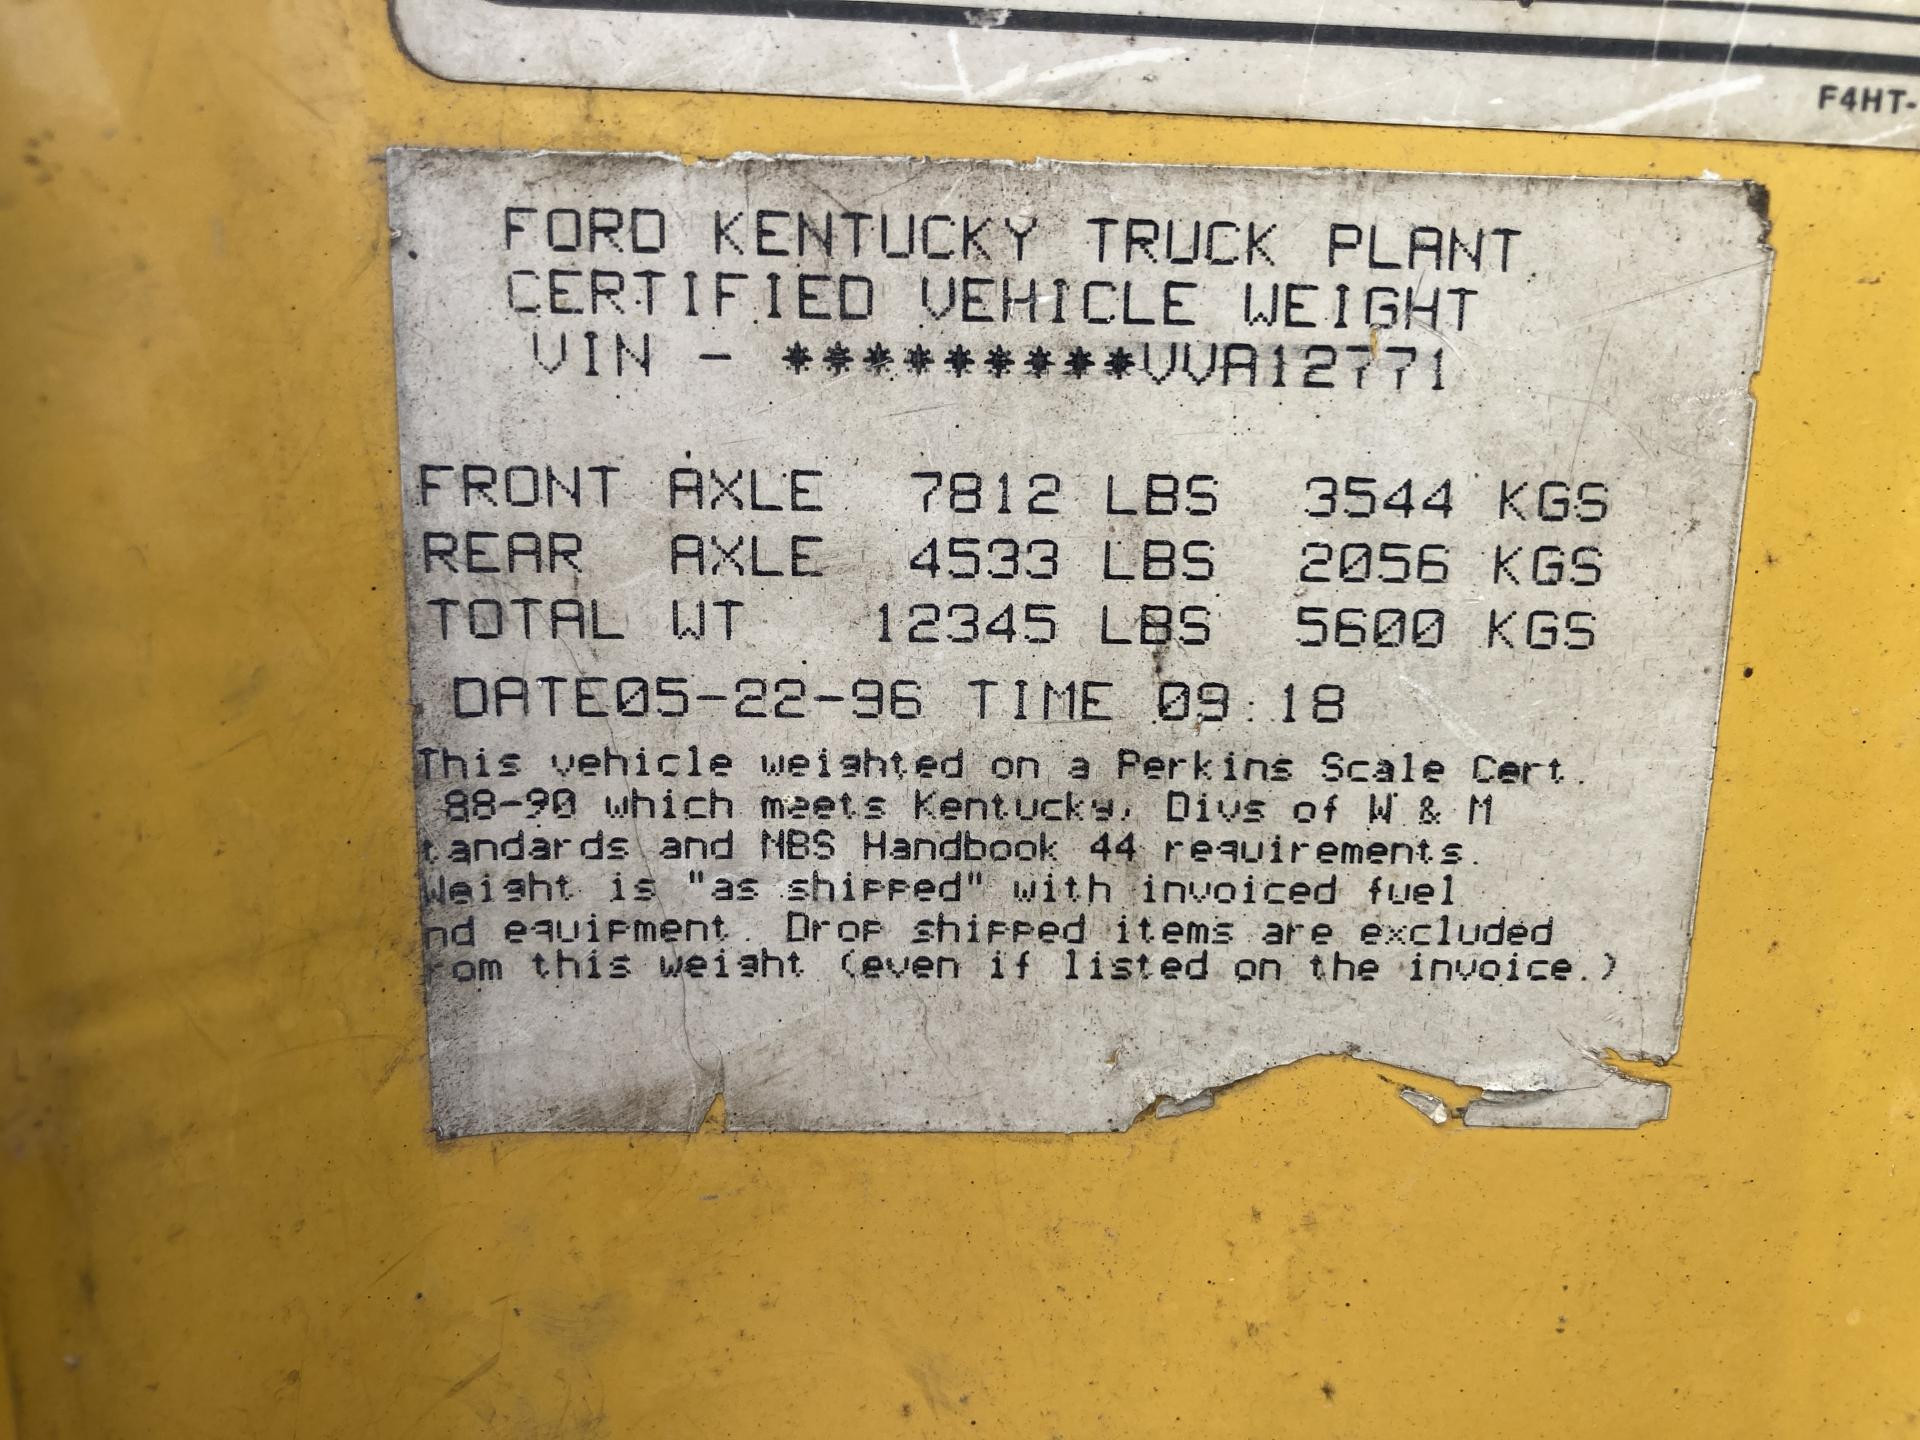 F4HT-
FORD KENTUCKY TRUCK PLANT
CERTIFIED VEHICLE WEIGHT
VIN - *********VVA12771
FRONT AXLE 7812 LBS 3544 KGS
REAR AXLE 4533 LBS 2056 KGS
TOTAL WT 12345 LBS 5600 KGS
DATE05-22-96 TIME 09:18
This vehicle weighted on a Perkins Scale Cert.
88-90 which meets Kentucky, Divs of W & M
tandards and NBS Handbook 44 requirements.
Weight is "as shipped" with invoiced fuel
nd equipment. Drop shipped items are excluded
rom this weight (even if listed on the invoice.)